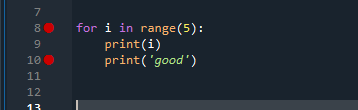 7
8 for i in range(5):
9     print(i)
10     print('good')
11
12
13